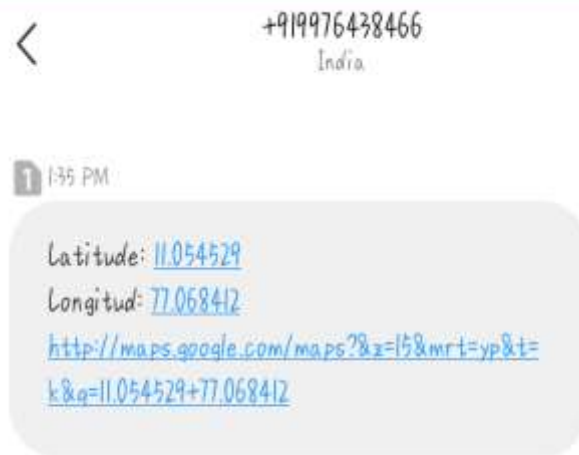 +919976438466
India
1 1:35 PM
Latitude: 11.054529
Longitud: 77.068412
http://maps.google.com/maps?&z=15&mrt=yp&t=
k&q=11.054529+77.068412